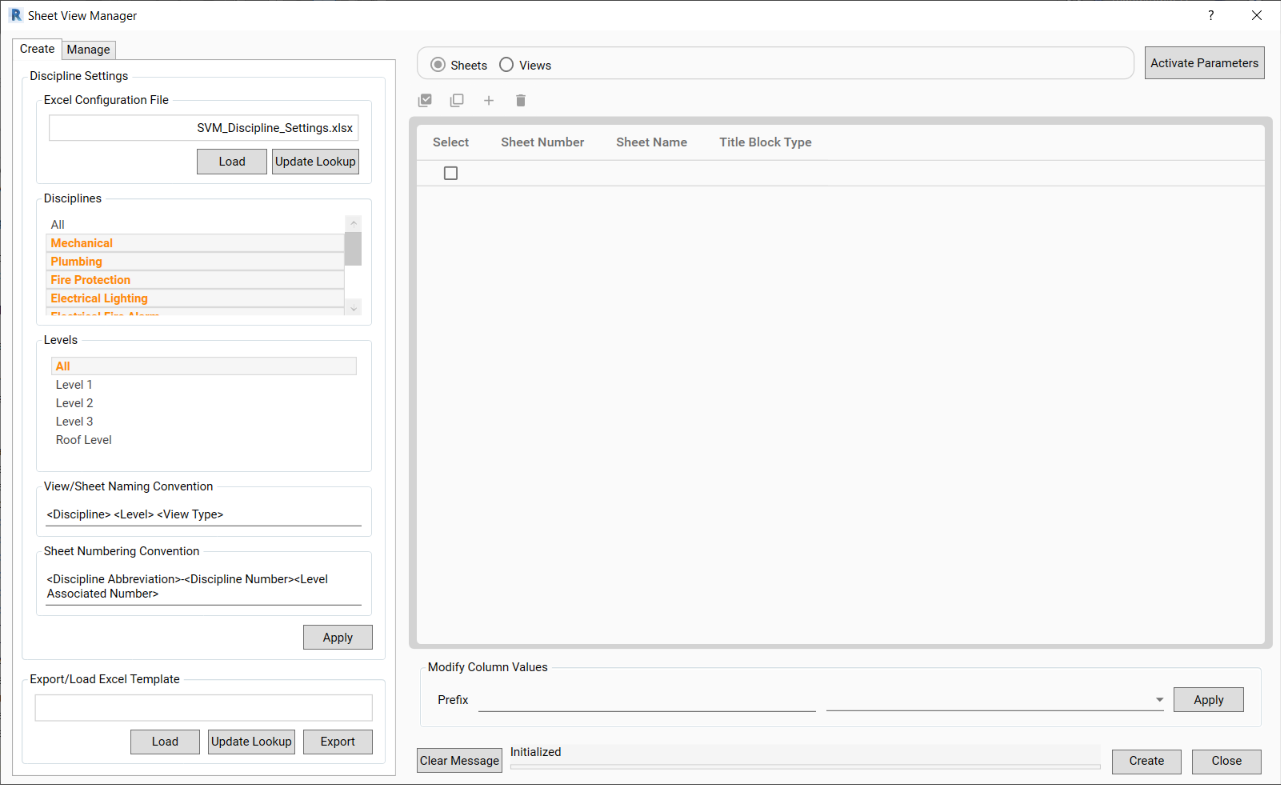 R Sheet View Manager ?
Create Manage
Discipline Settings
Excel Configuration File
SVM_Discipline_Settings.xlsx
Load Update Lookup
Disciplines
All
Mechanical
Plumbing
Fire Protection
Electrical Lighting
Electrical Fire Alarm
Levels
All
Level 1
Level 2
Level 3
Roof Level
View/Sheet Naming Convention
<Discipline> <Level> <View Type>
Sheet Numbering Convention
<Discipline Abbreviation>-<Discipline Number><Level
Associated Number>
Apply
Export/Load Excel Template
Load Update Lookup Export
Sheets Views
Activate Parameters
Select Sheet Number Sheet Name Title Block Type
Modify Column Values
Prefix Apply
Clear Message Initialized Create Close